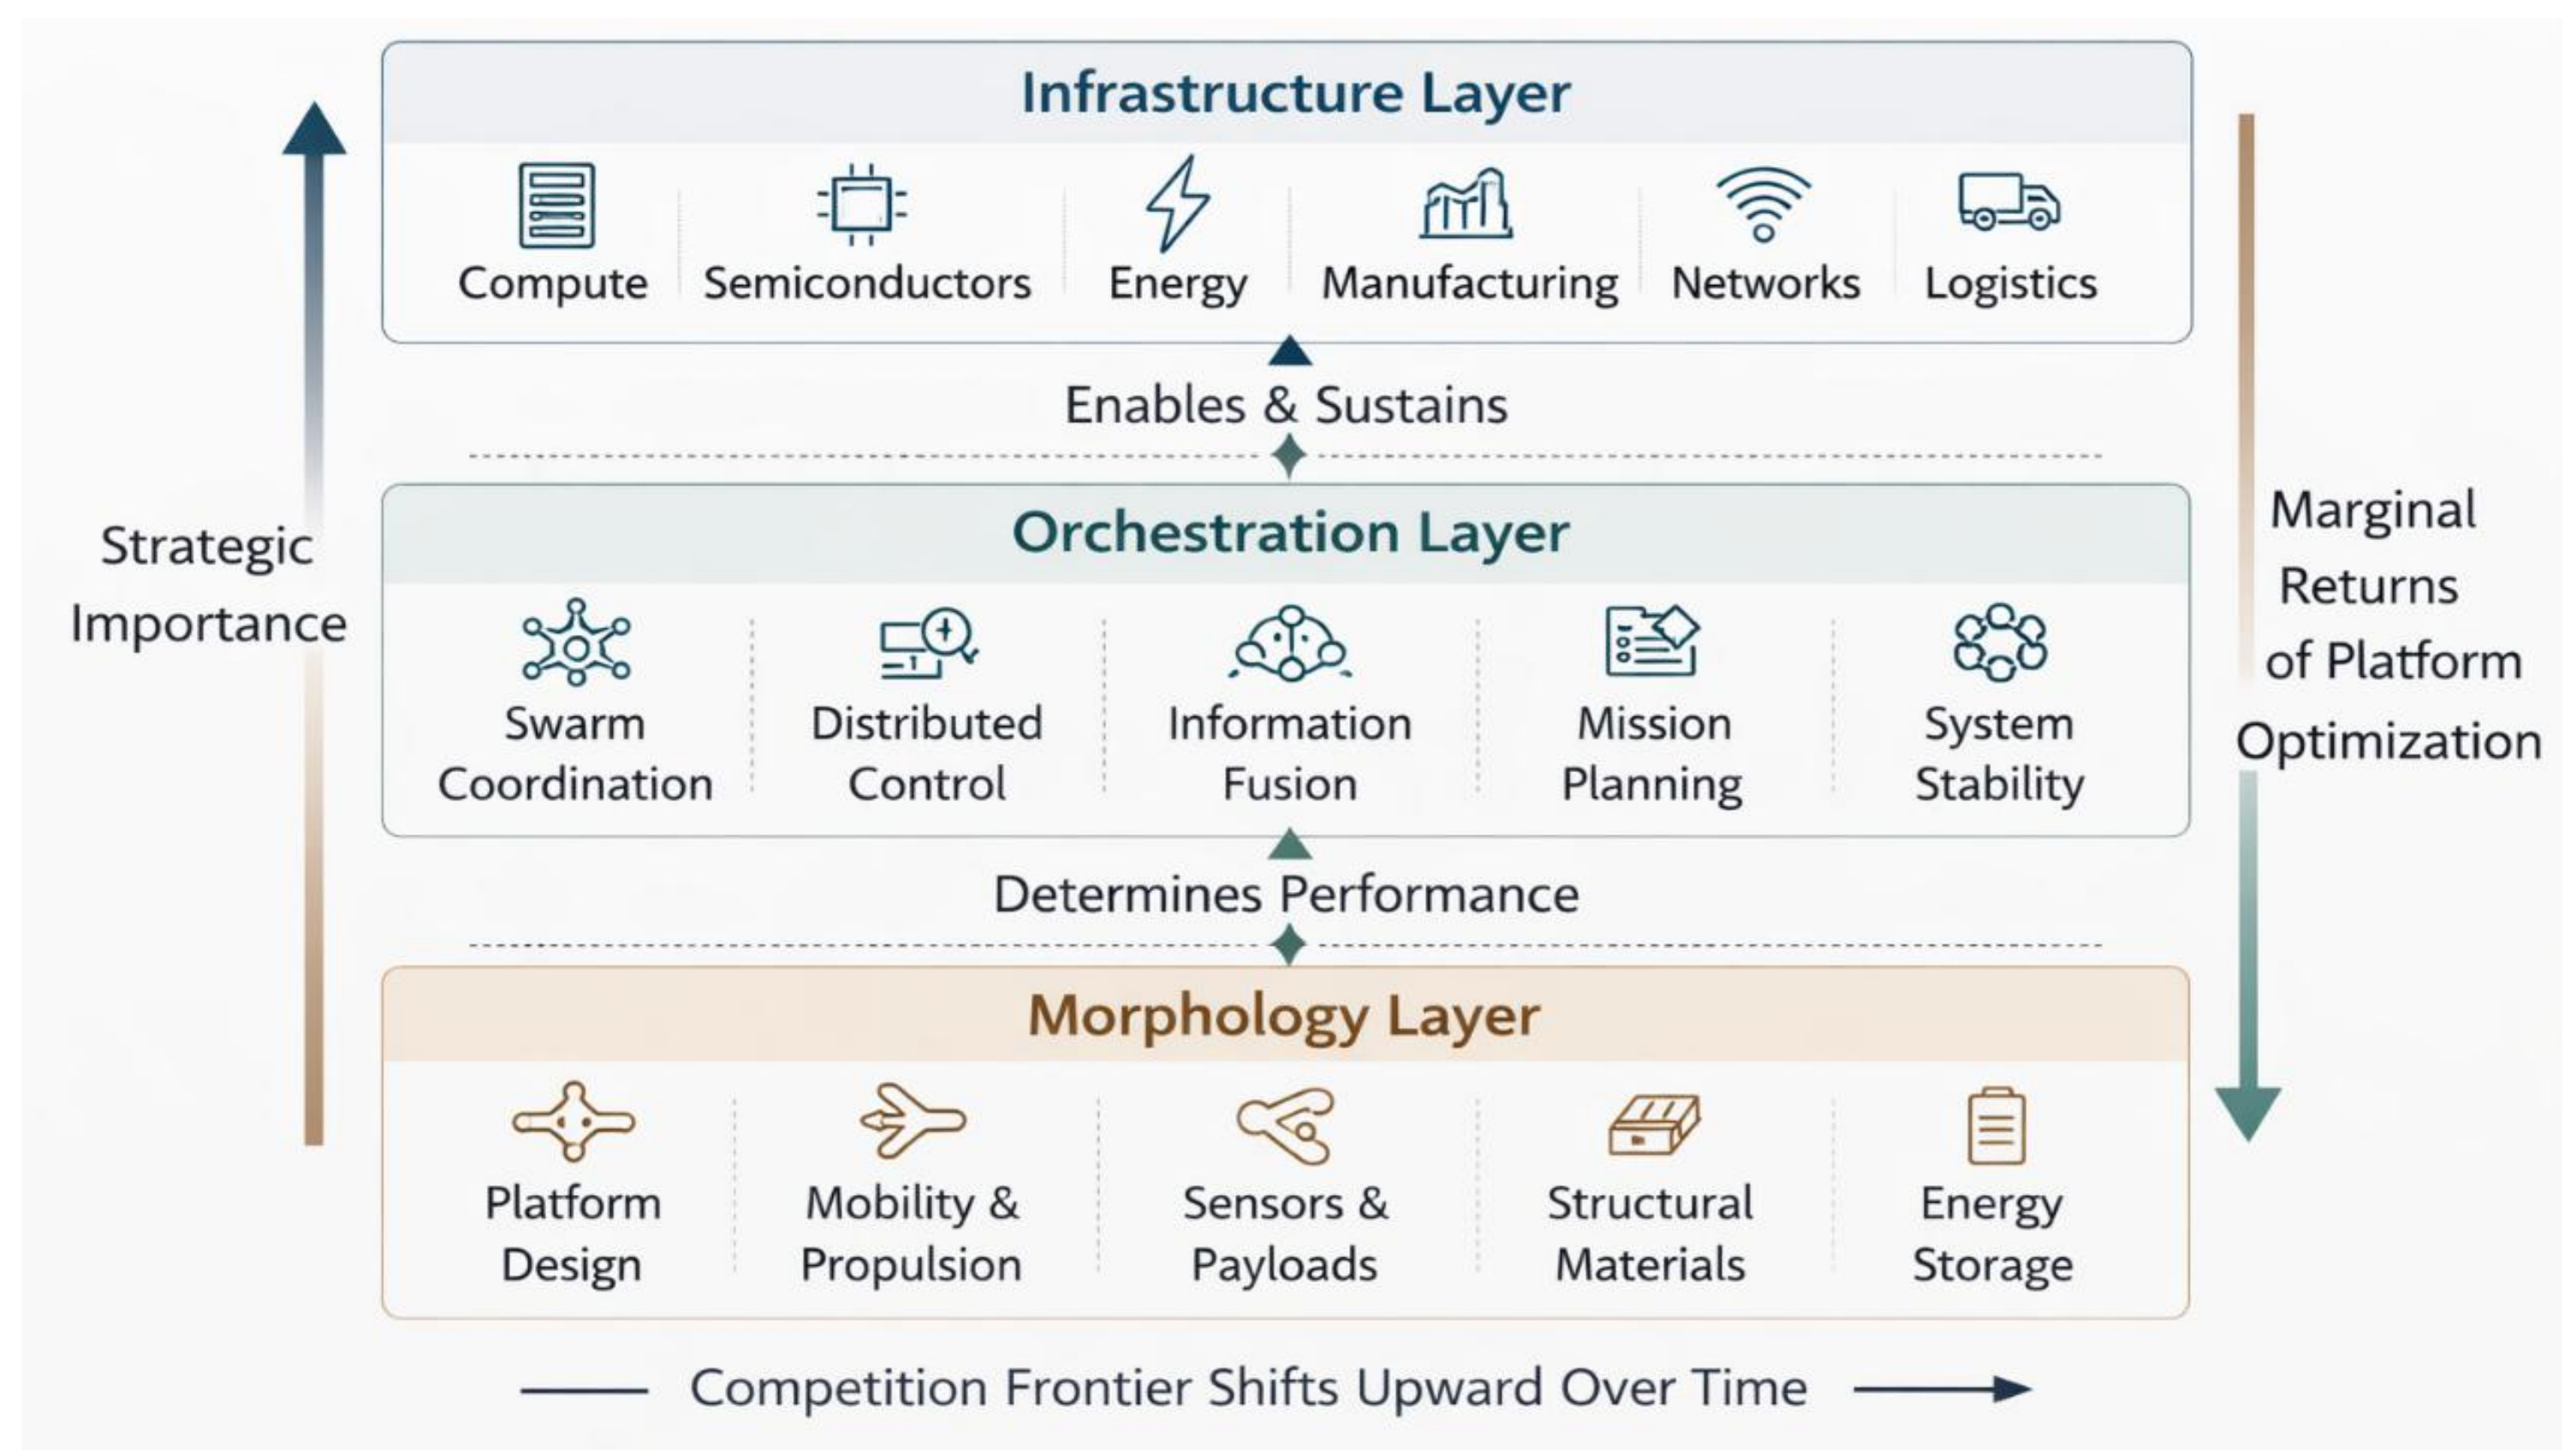 Infrastructure Layer
Compute
Semiconductors
Energy
Manufacturing
Networks
Logistics
Enables & Sustains
Strategic
Importance
Marginal
Returns
of Platform
Optimization
Orchestration Layer
Swarm
Coordination
Distributed
Control
Information
Fusion
Mission
Planning
System
Stability
Determines Performance
Morphology Layer
Platform
Design
Mobility &
Propulsion
Sensors &
Payloads
Structural
Materials
Energy
Storage
Competition Frontier Shifts Upward Over Time